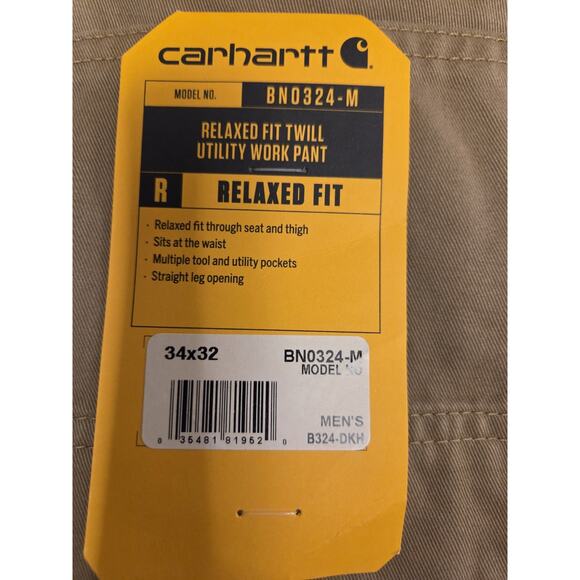 carhartt
MODEL NO. BN0324-M
RELAXED FIT TWILL
UTILITY WORK PANT
R RELAXED FIT
· Relaxed fit through seat and thigh
· Sits at the waist
· Multiple tool and utility pockets
· Straight leg opening
34x32 BN0324-M
MODEL NO
MEN'S
B324-DKH
0 35481 81952 0